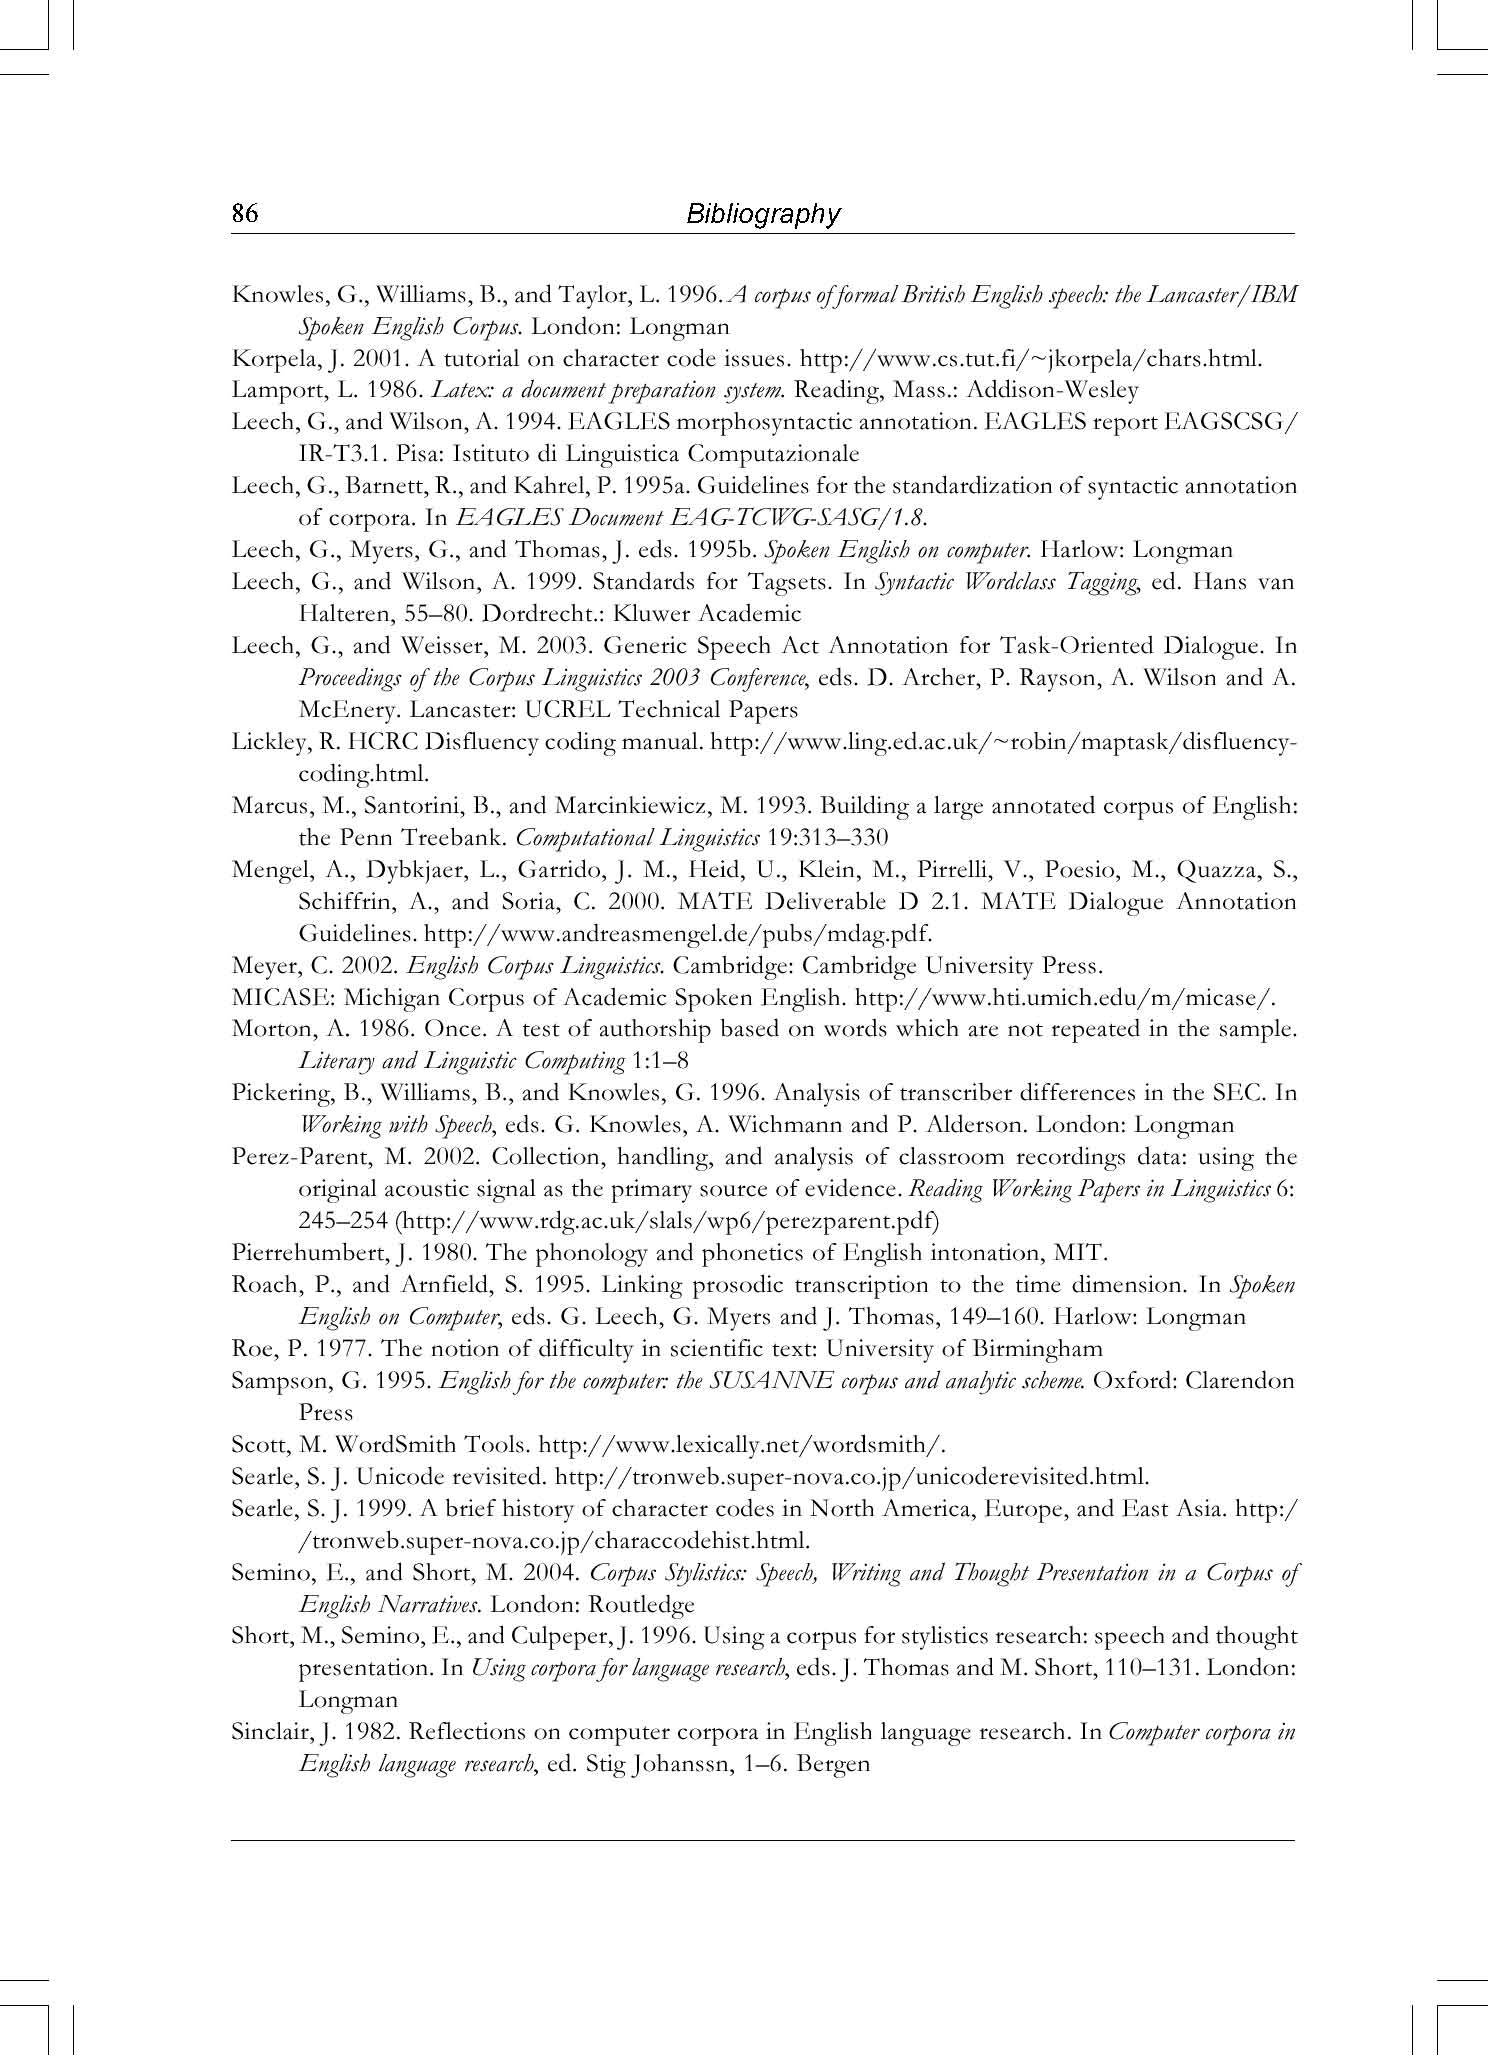 86
Bibliography
Knowles, G., Williams, B., and Taylor, L. 1996. A corpus of formal British English speech: the Lancaster/IBM
Spoken English Corpus. London: Longman
Korpela, J. 2001. A tutorial on character code issues. http://www.cs.tut.fi/~jkorpela/chars.html.
Lamport, L. 1986. Latex: a document preparation system. Reading, Mass.: Addison-Wesley
Leech, G., and Wilson, A. 1994. EAGLES morphosyntactic annotation. EAGLES report EAGSCSG/
IR-T3.1. Pisa: Istituto di Linguistica Computazionale
Leech, G., Barnett, R., and Kahrel, P. 1995a. Guidelines for the standardization of syntactic annotation
of corpora. In EAGLES Document EAG-TCWG-SASG/1.8.
Leech, G., Myers, G., and Thomas, J. eds. 1995b. Spoken English on computer. Harlow: Longman
Leech, G., and Wilson, A. 1999. Standards for Tagsets. In Syntactic Wordclass Tagging, ed. Hans van
Halteren, 55–80. Dordrecht.: Kluwer Academic
Leech, G., and Weisser, M. 2003. Generic Speech Act Annotation for Task-Oriented Dialogue. In
Proceedings of the Corpus Linguistics 2003 Conference, eds. D. Archer, P. Rayson, A. Wilson and A.
McEnery. Lancaster: UCREL Technical Papers
Lickley, R. HCRC Disfluency coding manual. http://www.ling.ed.ac.uk/~robin/maptask/disfluency-
coding.html.
Marcus, M., Santorini, B., and Marcinkiewicz, M. 1993. Building a large annotated corpus of English:
the Penn Treebank. Computational Linguistics 19:313–330
Mengel, A., Dybkjaer, L., Garrido, J. M., Heid, U., Klein, M., Pirrelli, V., Poesio, M., Quazza, S.,
Schiffrin, A., and Soria, C. 2000. MATE Deliverable D 2.1. MATE Dialogue Annotation
Guidelines. http://www.andreasmengel.de/pubs/mdag.pdf.
Meyer, C. 2002. English Corpus Linguistics. Cambridge: Cambridge University Press.
MICASE: Michigan Corpus of Academic Spoken English. http://www.hti.umich.edu/m/micase/.
Morton, A. 1986. Once. A test of authorship based on words which are not repeated in the sample.
Literary and Linguistic Computing 1:1–8
Pickering, B., Williams, B., and Knowles, G. 1996. Analysis of transcriber differences in the SEC. In
Working with Speech, eds. G. Knowles, A. Wichmann and P. Alderson. London: Longman
Perez-Parent, M. 2002. Collection, handling, and analysis of classroom recordings data: using the
original acoustic signal as the primary source of evidence. Reading Working Papers in Linguistics 6:
245–254 (http://www.rdg.ac.uk/slals/wp6/perezparent.pdf)
Pierrehumbert, J. 1980. The phonology and phonetics of English intonation, MIT.
Roach, P., and Arnfield, S. 1995. Linking prosodic transcription to the time dimension. In Spoken
English on Computer, eds. G. Leech, G. Myers and J. Thomas, 149–160. Harlow: Longman
Roe, P. 1977. The notion of difficulty in scientific text: University of Birmingham
Sampson, G. 1995. English for the computer: the SUSANNE corpus and analytic scheme. Oxford: Clarendon
Press
Scott, M. WordSmith Tools. http://www.lexically.net/wordsmith/.
Searle, S. J. Unicode revisited. http://tronweb.super-nova.co.jp/unicoderevisited.html.
Searle, S. J. 1999. A brief history of character codes in North America, Europe, and East Asia. http:/
/tronweb.super-nova.co.jp/characcodehist.html.
Semino, E., and Short, M. 2004. Corpus Stylistics: Speech, Writing and Thought Presentation in a Corpus of
English Narratives. London: Routledge
Short, M., Semino, E., and Culpeper, J. 1996. Using a corpus for stylistics research: speech and thought
presentation. In Using corpora for language research, eds. J. Thomas and M. Short, 110–131. London:
Longman
Sinclair, J. 1982. Reflections on computer corpora in English language research. In Computer corpora in
English language research, ed. Stig Johanssn, 1–6. Bergen